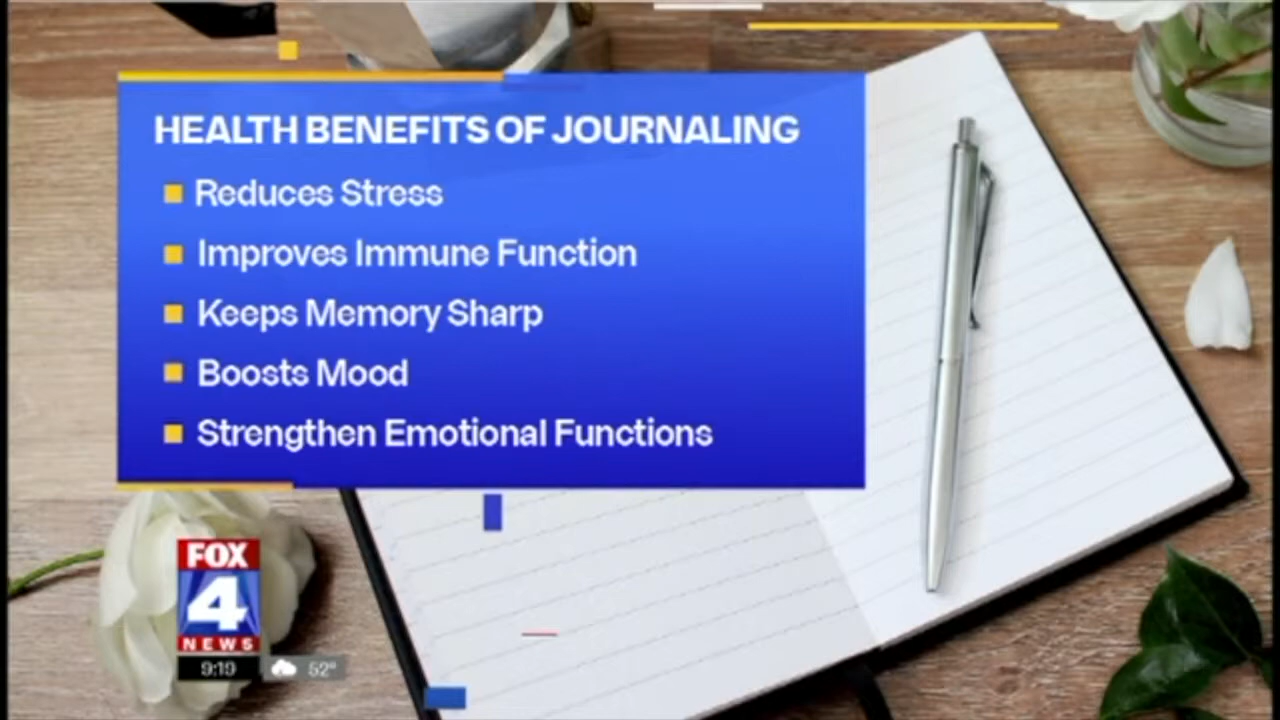 HEALTH BENEFITS OF JOURNALING
Reduces Stress
Improves Immune Function
Keeps Memory Sharp
Boosts Mood
Strengthen Emotional Functions
FOX
4
NEWS
9:19 52°